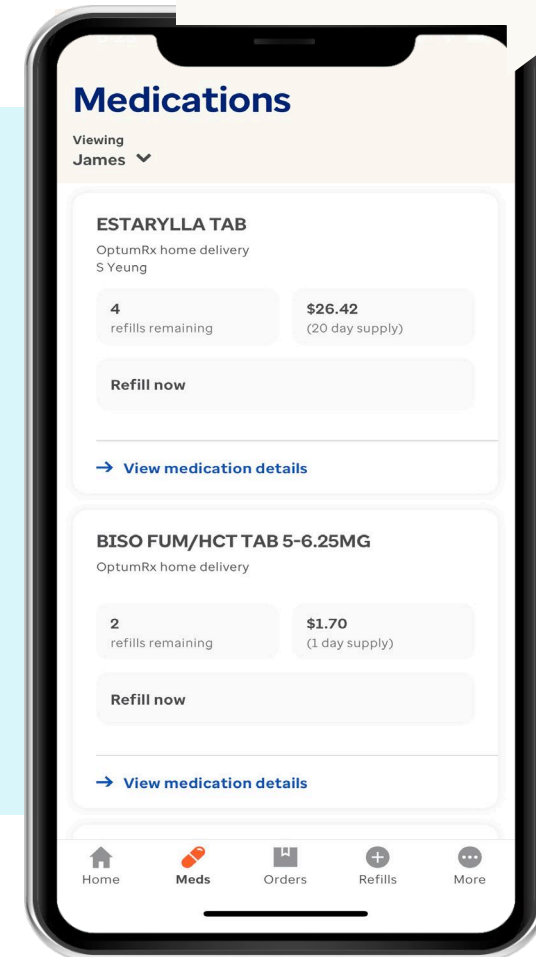 Medications
Viewing
James
ESTARYLLA TAB
OptumRx home delivery
S Yeung
4
refills remaining
$26.42
(20 day supply)
Refill now
→ View medication details
BISO FUM/HCT TAB 5-6.25MG
OptumRx home delivery
2
refills remaining
$1.70
(1 day supply)
Refill now
→ View medication details
Home Meds Orders Refills More